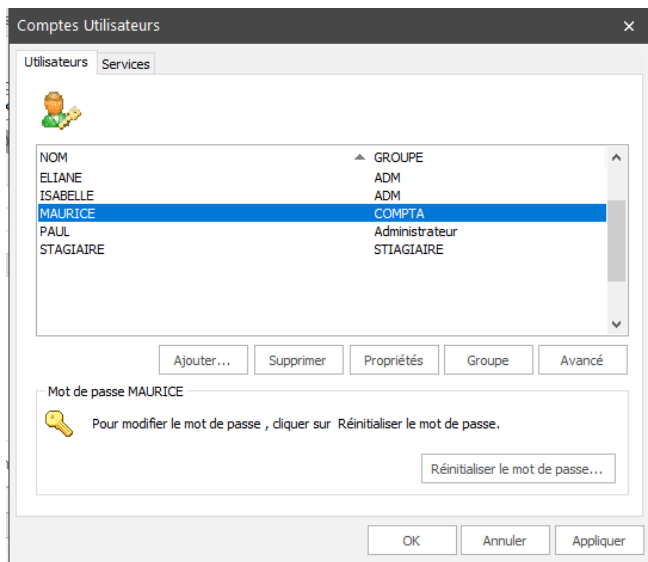 Comptes Utilisateurs
Utilisateurs Services
NOM GROUPE
ELIANE ADM
ISABELLE ADM
MAURICE COMPTA
PAUL Administrateur
STAGIAIRE STIAGIAIRE
Ajouter... Supprimer Propriétés Groupe Avancé
Mot de passe MAURICE
Pour modifier le mot de passe , cliquer sur Réinitialiser le mot de passe.
Réinitialiser le mot de passe...
OK Annuler Appliquer